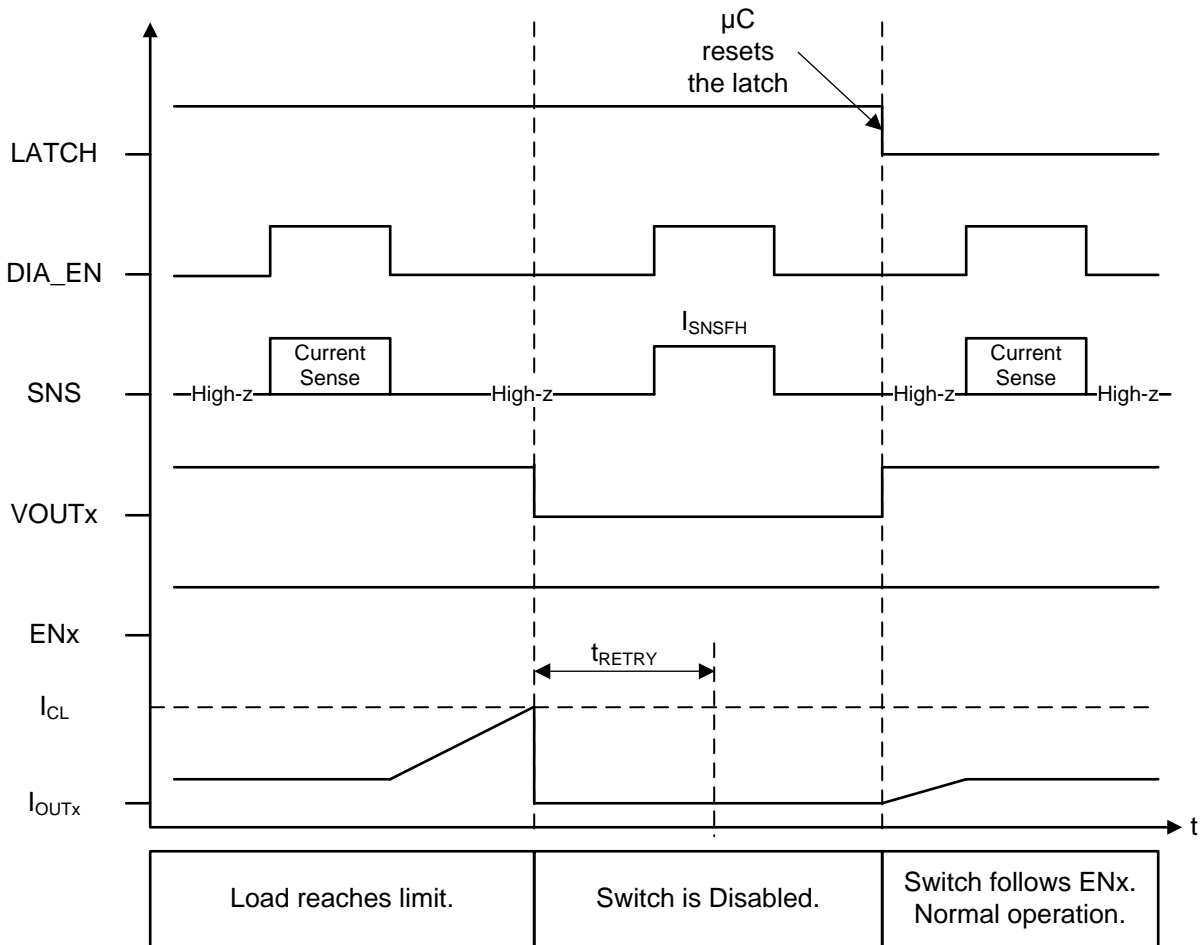 µC
resets
the latch
LATCH
DIA_EN
ISNSFH
Current
Sense
Current
Sense
SNS
High-z
High-z
High-z
High-z
VOUTx
ENx
tRETRY
ICL
IOUTx
t
Load reaches limit.
Switch is Disabled.
Switch follows ENx.
Normal operation.